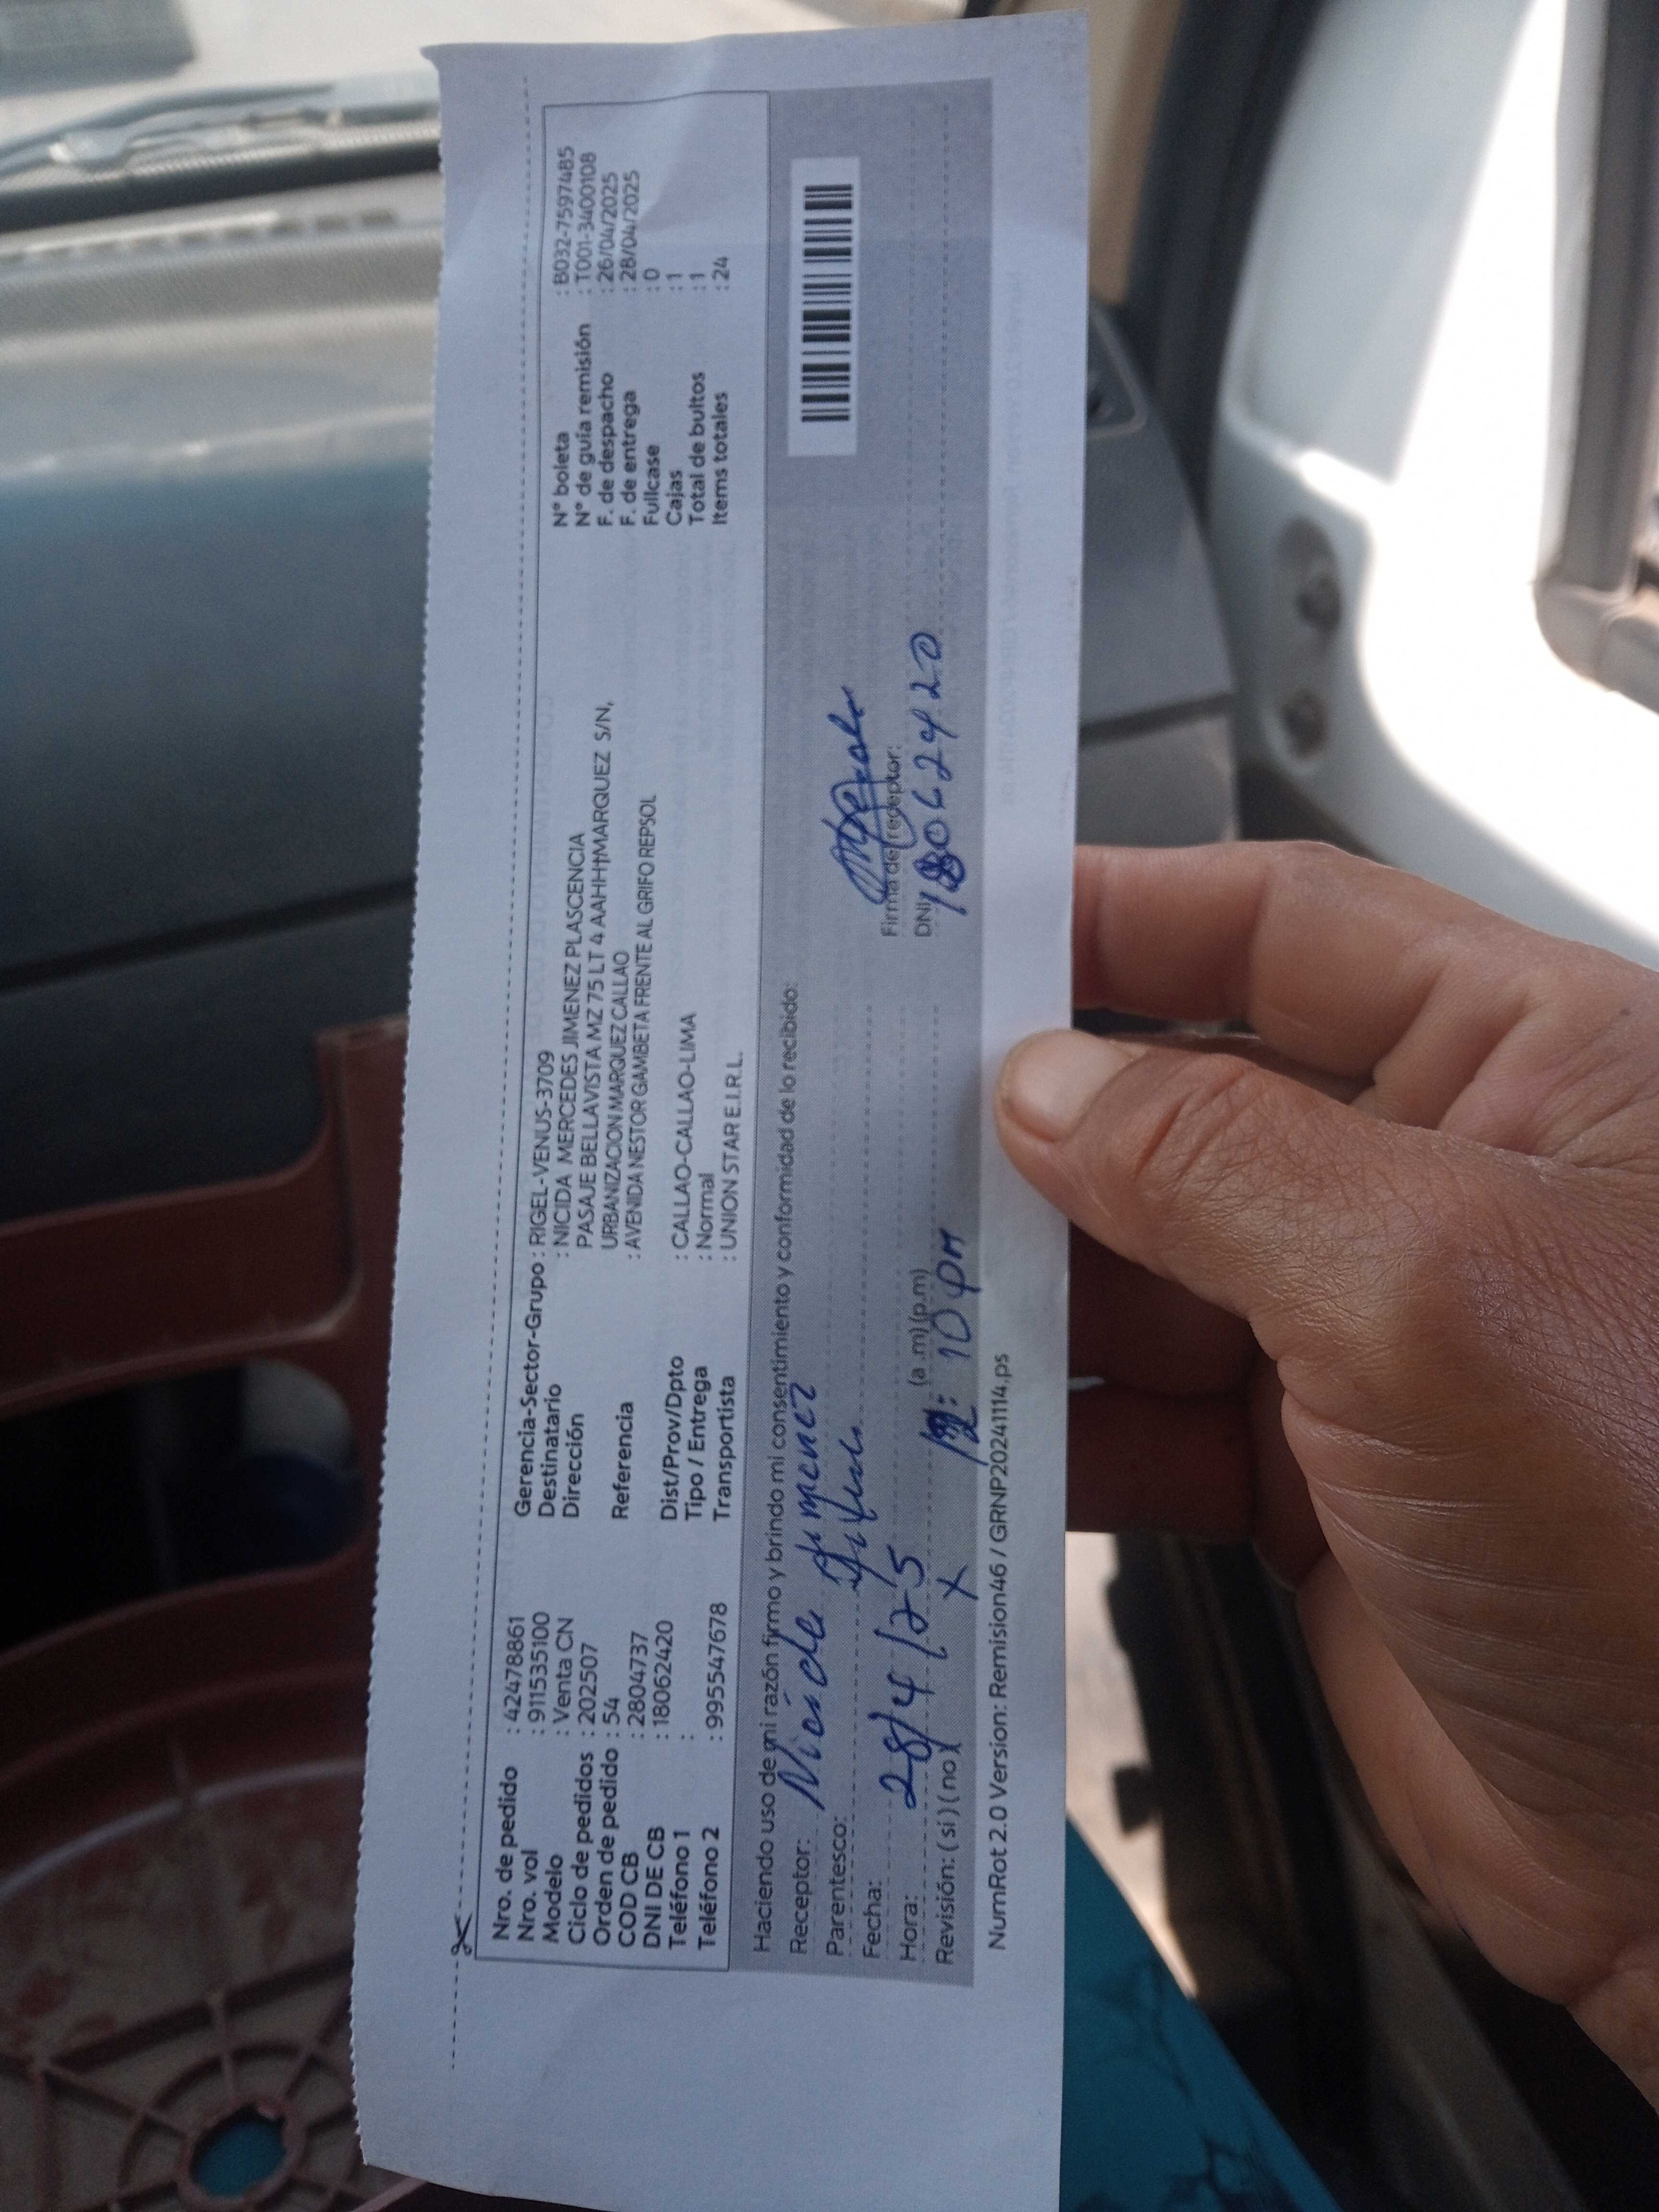 Nro. de pedido : 42478861
Nro. vol : 911535100
Modelo : Venta CN
Ciclo de pedidos : 202507
Orden de pedido : 54
COD CB : 2804737
DNI DE CB : 18062420
Teléfono 1 :
Teléfono 2 : 995547678
Gerencia-Sector-Grupo : RIGEL-VENUS-3709
Destinatario : NICIDA MERCEDES JIMENEZ PLASCENCIA
Dirección PASAJE BELLAVISTA MZ 75 LT 4 AAHH†MARQUEZ S/N,
URBANIZACION MARQUEZ CALLAO
Referencia : AVENIDA NESTOR GAMBETA FRENTE AL GRIFO REPSOL
Dist/Prov/Dpto : CALLAO-CALLAO-LIMA
Tipo / Entrega : Normal
Transportista : UNION STAR E.I.R.L.
N° boleta : B032-7597485
N° de guía remisión : T001-3400108
F. de despacho : 26/04/2025
F. de entrega : 28/04/2025
Fullcase : 0
Cajas : 1
Total de bultos : 1
Items totales : 24
Haciendo uso de mi razón firmo y brindo mi consentimiento y conformidad de lo recibido:
Receptor: Nicida Jimenez
Parentesco:
Fecha: 28/4/25
Hora: (a .m) (p.m) 12:10 pm
Revisión: ( si ) ( no ) X
Firma de receptor:
DNI 18062420
NumRot 2.0 Version: Remision46 / GRNP20241114.ps